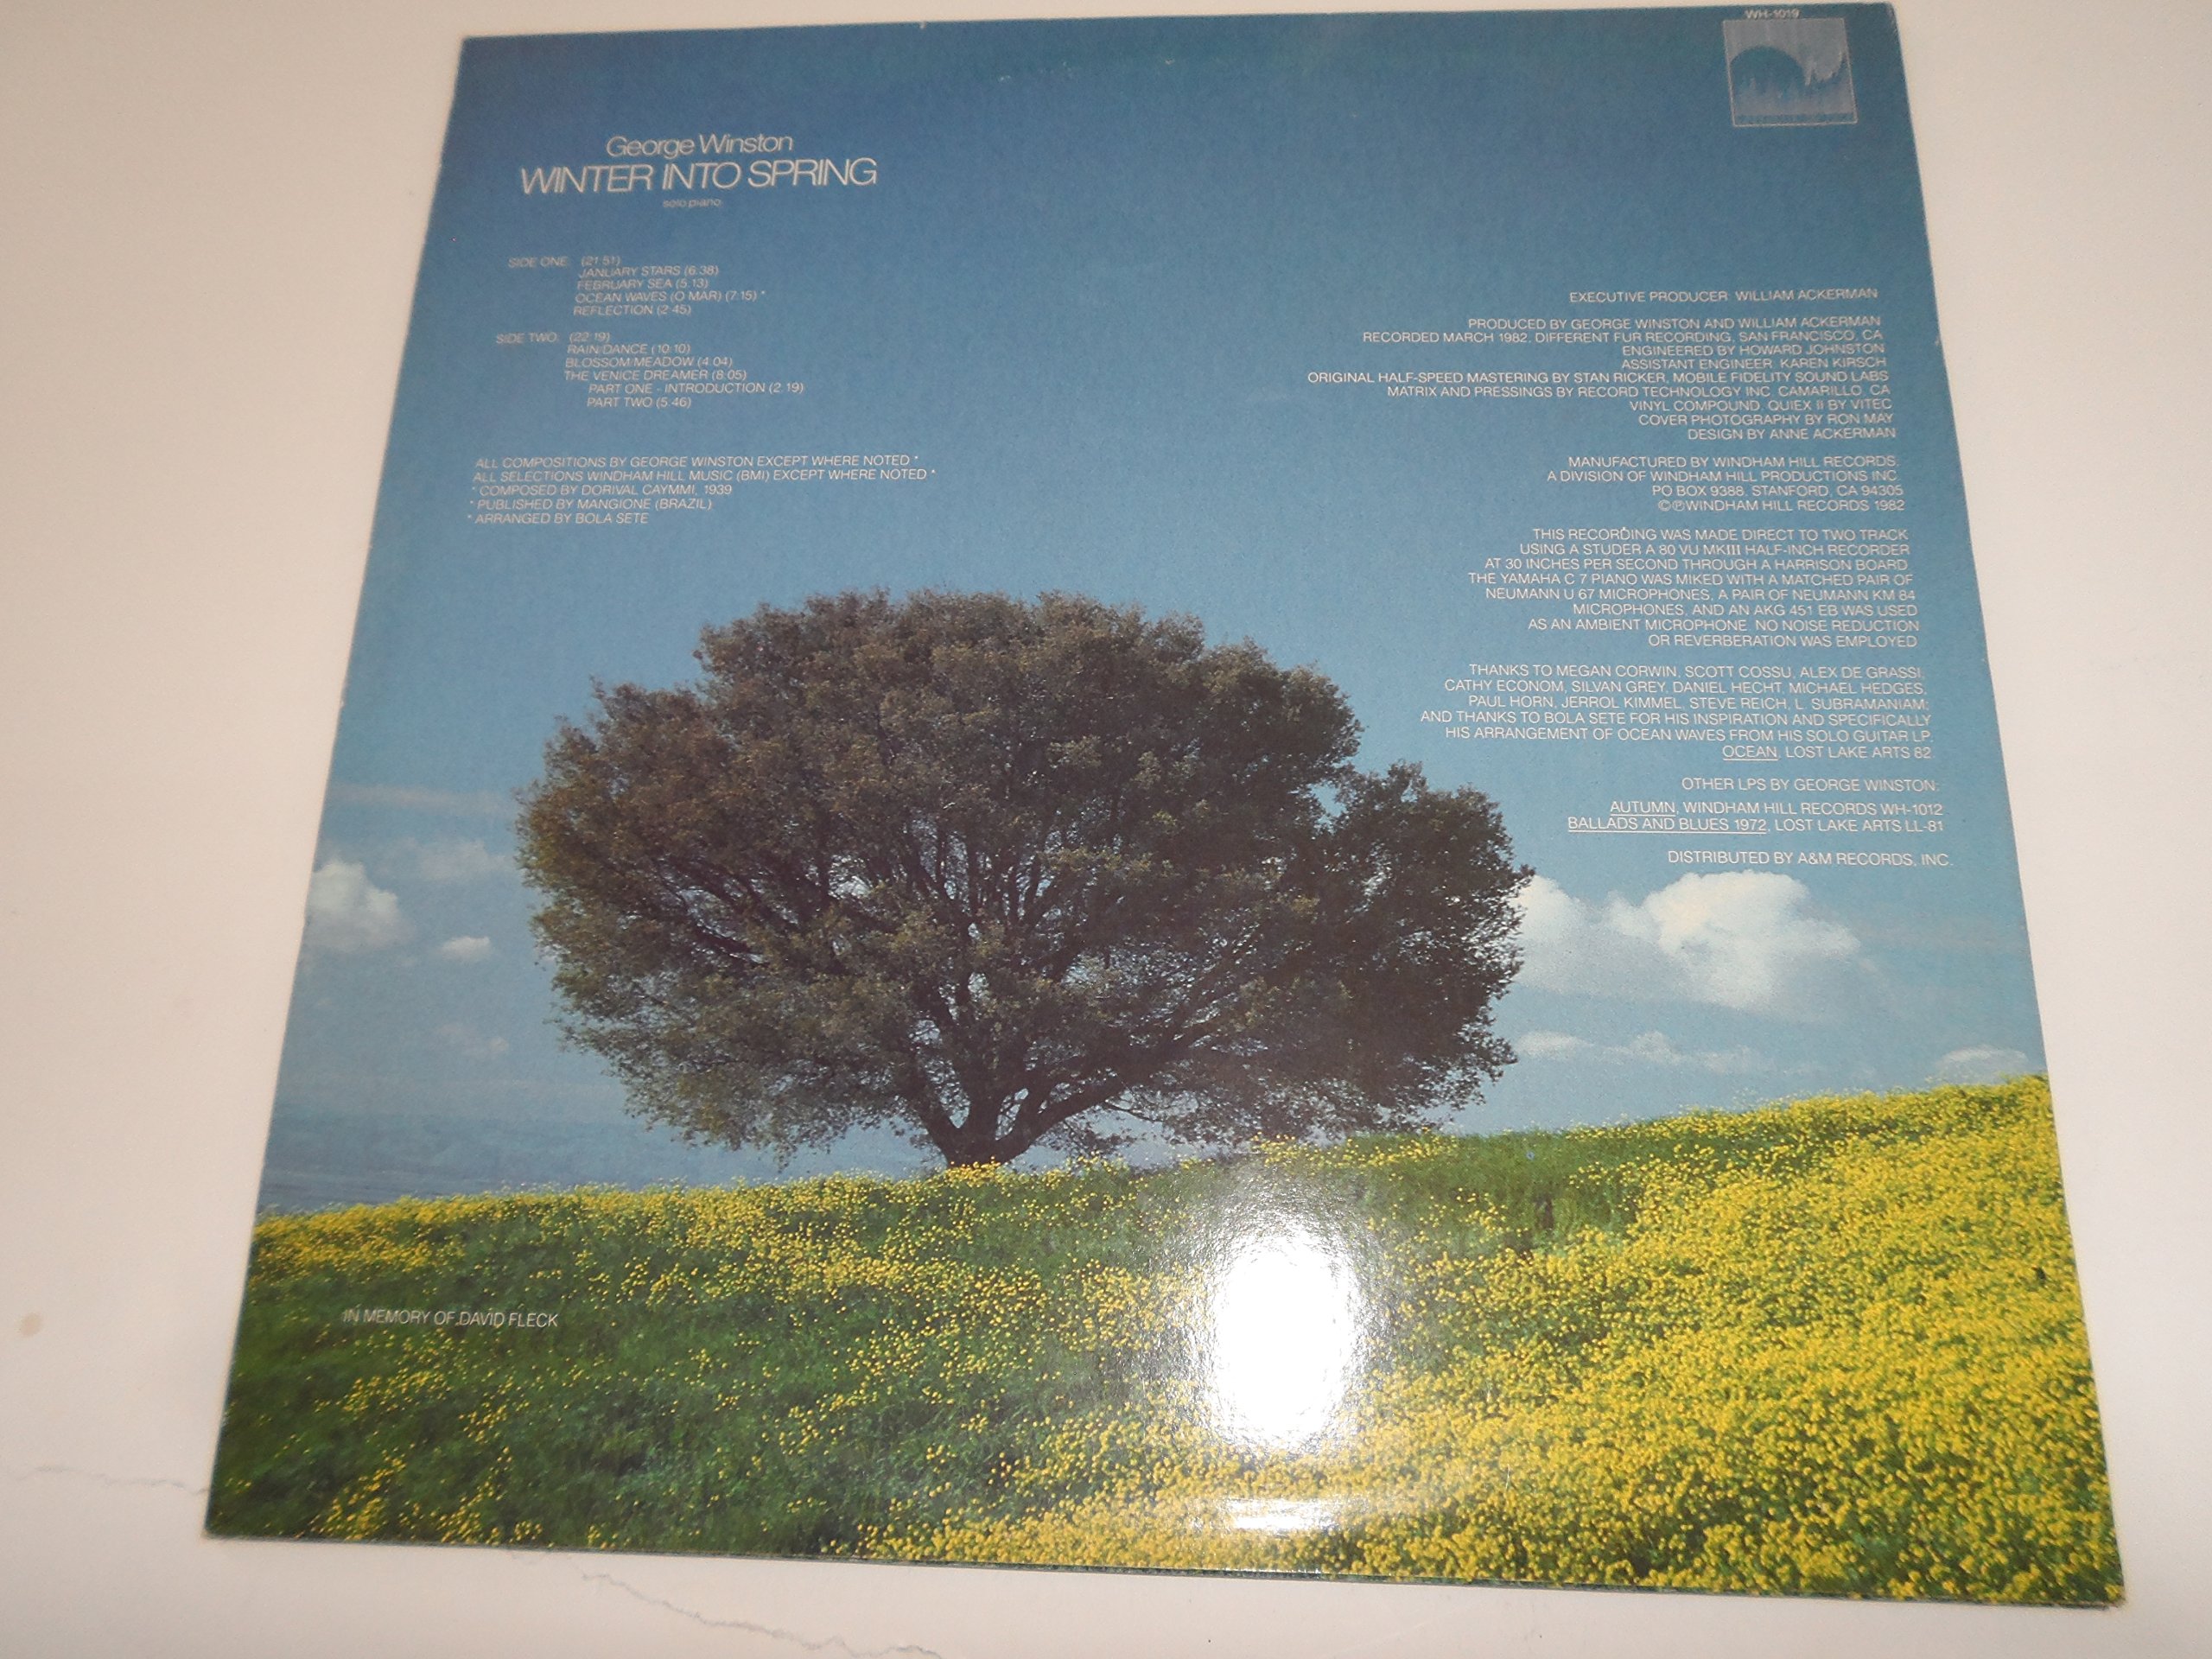 WH-1019
George Winston
WINTER INTO SPRING
solo piano
SIDE ONE: (21:51)
JANUARY STARS (6:38)
FEBRUARY SEA (5:13)
OCEAN WAVES (O MAR) (7:15) *
REFLECTION (2:45)
SIDE TWO: (22:19)
RAIN/DANCE (10:10)
BLOSSOM/MEADOW (4:04)
THE VENICE DREAMER (8:05)
PART ONE - INTRODUCTION (2:19)
PART TWO (5:46)
ALL COMPOSITIONS BY GEORGE WINSTON EXCEPT WHERE NOTED *
ALL SELECTIONS WINDHAM HILL MUSIC (BMI) EXCEPT WHERE NOTED *
* COMPOSED BY DORIVAL CAYMMI, 1939
* PUBLISHED BY MANGIONE (BRAZIL)
* ARRANGED BY BOLA SETE
EXECUTIVE PRODUCER: WILLIAM ACKERMAN
PRODUCED BY GEORGE WINSTON AND WILLIAM ACKERMAN
RECORDED MARCH 1982, DIFFERENT FUR RECORDING, SAN FRANCISCO, CA
ENGINEERED BY HOWARD JOHNSTON
ASSISTANT ENGINEER: KAREN KIRSCH
ORIGINAL HALF-SPEED MASTERING BY STAN RICKER, MOBILE FIDELITY SOUND LABS
MATRIX AND PRESSINGS BY RECORD TECHNOLOGY INC. CAMARILLO, CA
VINYL COMPOUND, QUIEX II BY VITEC
COVER PHOTOGRAPHY BY RON MAY
DESIGN BY ANNE ACKERMAN
MANUFACTURED BY WINDHAM HILL RECORDS.
A DIVISION OF WINDHAM HILL PRODUCTIONS INC.
PO BOX 9388, STANFORD, CA 94305
©℗WINDHAM HILL RECORDS 1982
THIS RECORDING WAS MADE DIRECT TO TWO TRACK
USING A STUDER A 80 VU MKIII HALF-INCH RECORDER
AT 30 INCHES PER SECOND THROUGH A HARRISON BOARD.
THE YAMAHA C 7 PIANO WAS MIKED WITH A MATCHED PAIR OF
NEUMANN U 67 MICROPHONES, A PAIR OF NEUMANN KM 84
MICROPHONES, AND AN AKG 451 EB WAS USED
AS AN AMBIENT MICROPHONE. NO NOISE REDUCTION
OR REVERBERATION WAS EMPLOYED
THANKS TO MEGAN CORWIN, SCOTT COSSU, ALEX DE GRASSI,
CATHY ECONOM, SILVAN GREY, DANIEL HECHT, MICHAEL HEDGES,
PAUL HORN, JERROL KIMMEL, STEVE REICH, L. SUBRAMANIAM;
AND THANKS TO BOLA SETE FOR HIS INSPIRATION AND SPECIFICALLY
HIS ARRANGEMENT OF OCEAN WAVES FROM HIS SOLO GUITAR LP,
OCEAN, LOST LAKE ARTS 82.
OTHER LPS BY GEORGE WINSTON:
AUTUMN, WINDHAM HILL RECORDS WH-1012
BALLADS AND BLUES 1972, LOST LAKE ARTS LL-81
DISTRIBUTED BY A&M RECORDS, INC.
IN MEMORY OF DAVID FLECK